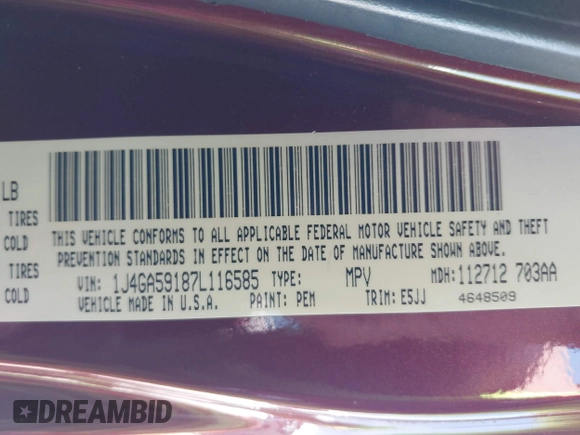 LB
TIRES
COLD
TIRES
COLD
THIS VEHICLE CONFORMS TO ALL APPLICABLE FEDERAL MOTOR VEHICLE SAFETY AND THEFT
PREVENTION STANDARDS IN EFFECT ON THE DATE OF MANUFACTURE SHOWN ABOVE.
VIN: 1J4GA59187L116585 TYPE: MPV MDH:112712 703AA
VEHICLE MADE IN U.S.A. PAINT: PEM TRIM:E5JJ 4648509
DREAMBID